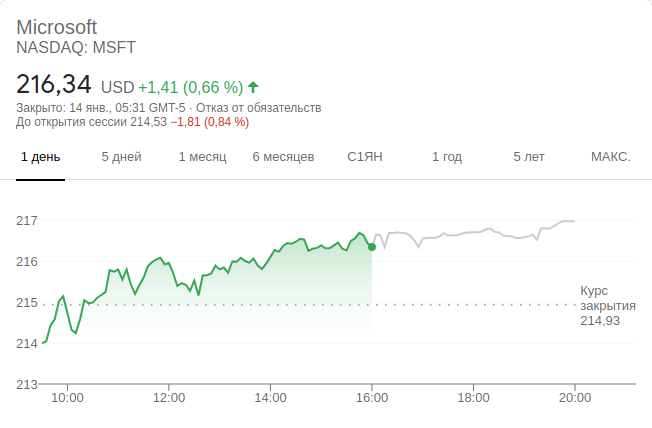 Microsoft
NASDAQ: MSFT
216,34 USD +1,41 (0,66 %)
Закрыто: 14 янв., 05:31 GMT-5 · Отказ от обязательств
До открытия сессии 214,53 −1,81 (0,84 %)
1 день 5 дней 1 месяц 6 месяцев С1ЯН 1 год 5 лет МАКС.
217
216
215
214
213
Курс
закрытия
214,93
10:00 12:00 14:00 16:00 18:00 20:00